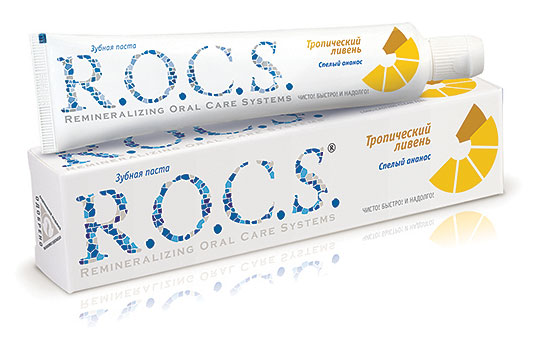 Зубная паста
R.O.C.S.
REMINERALIZING ORAL CARE SYSTEMS
Тропический
ливень
Спелый ананас
ЧИСТО! БЫСТРО! И НАДОЛГО!
Зубная паста
R.O.C.S.®
REMINERALIZING ORAL CARE SYSTEMS
Тропический
ливень
Спелый ананас
ЧИСТО! БЫСТРО! И НАДОЛГО!
ОДОБРЕНО